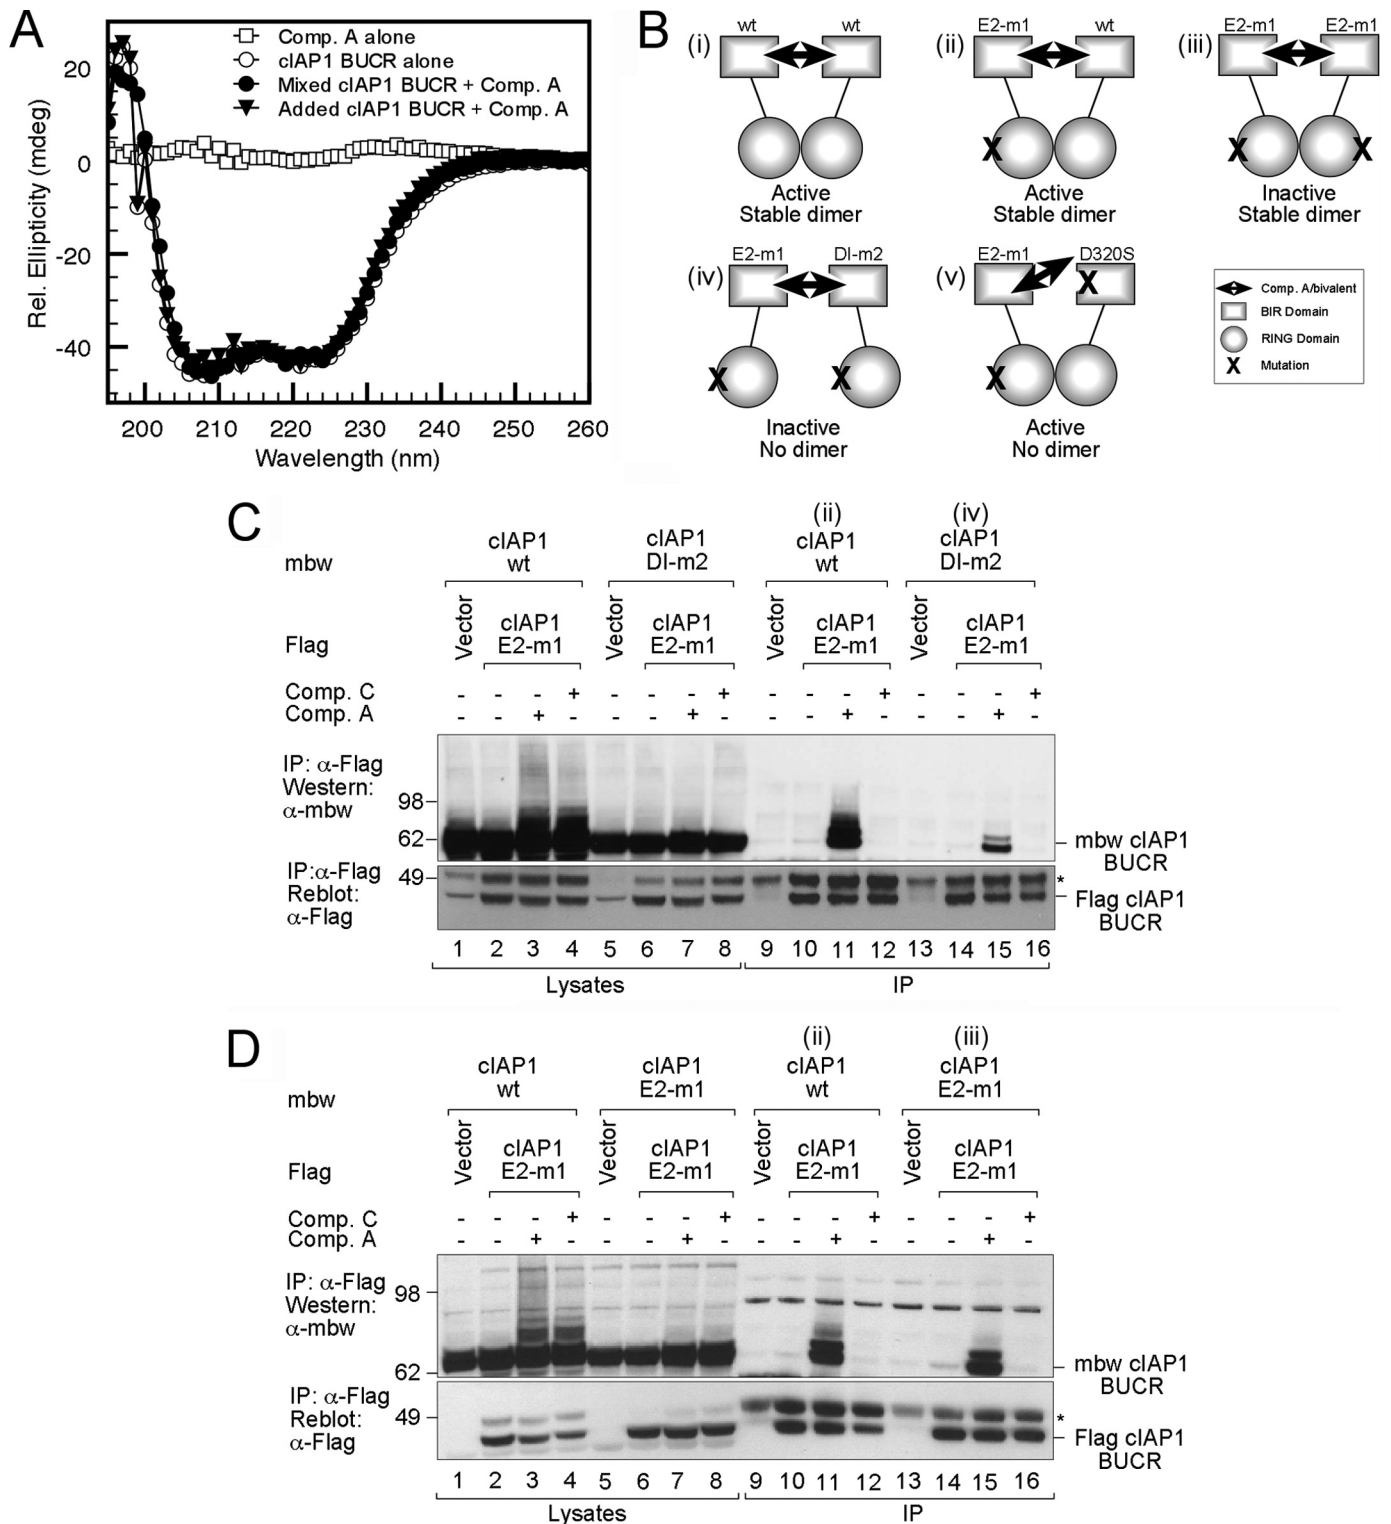 A
Comp. A alone
cIAP1 BUCR alone
Mixed cIAP1 BUCR + Comp. A
Added cIAP1 BUCR + Comp. A
Rel. Ellipticity (mdeg)
20
0
-20
-40
200 210 220 230 240 250 260
Wavelength (nm)
B
(i) wt wt
Active
Stable dimer
(ii) E2-m1 wt
X
Active
Stable dimer
(iii) E2-m1 E2-m1
X X
Inactive
Stable dimer
(iv) E2-m1 DI-m2
X X
Inactive
No dimer
(v) E2-m1 D320S
X
X
Active
No dimer
Comp. A/bivalent
BIR Domain
RING Domain
X Mutation
C
(ii) (iv)
mbw cIAP1 wt cIAP1 DI-m2 cIAP1 wt cIAP1 DI-m2
Flag Vector cIAP1 E2-m1 Vector cIAP1 E2-m1 Vector cIAP1 E2-m1 Vector cIAP1 E2-m1
Comp. C - - - + - - - + - - - + - - - +
Comp. A - - + - - - + - - - + - - - + -
IP: α-Flag
Western:
α-mbw
98
62
mbw cIAP1
BUCR
IP:α-Flag
Reblot:
α-Flag
49
*
Flag cIAP1
BUCR
1 2 3 4 5 6 7 8 9 10 11 12 13 14 15 16
Lysates IP
D
(ii) (iii)
mbw cIAP1 wt cIAP1 E2-m1 cIAP1 wt cIAP1 E2-m1
Flag Vector cIAP1 E2-m1 Vector cIAP1 E2-m1 Vector cIAP1 E2-m1 Vector cIAP1 E2-m1
Comp. C - - - + - - - + - - - + - - - +
Comp. A - - + - - - + - - - + - - - + -
IP: α-Flag
Western:
α-mbw
98
62
mbw cIAP1
BUCR
IP: α-Flag
Reblot:
α-Flag
49
*
Flag cIAP1
BUCR
1 2 3 4 5 6 7 8 9 10 11 12 13 14 15 16
Lysates IP